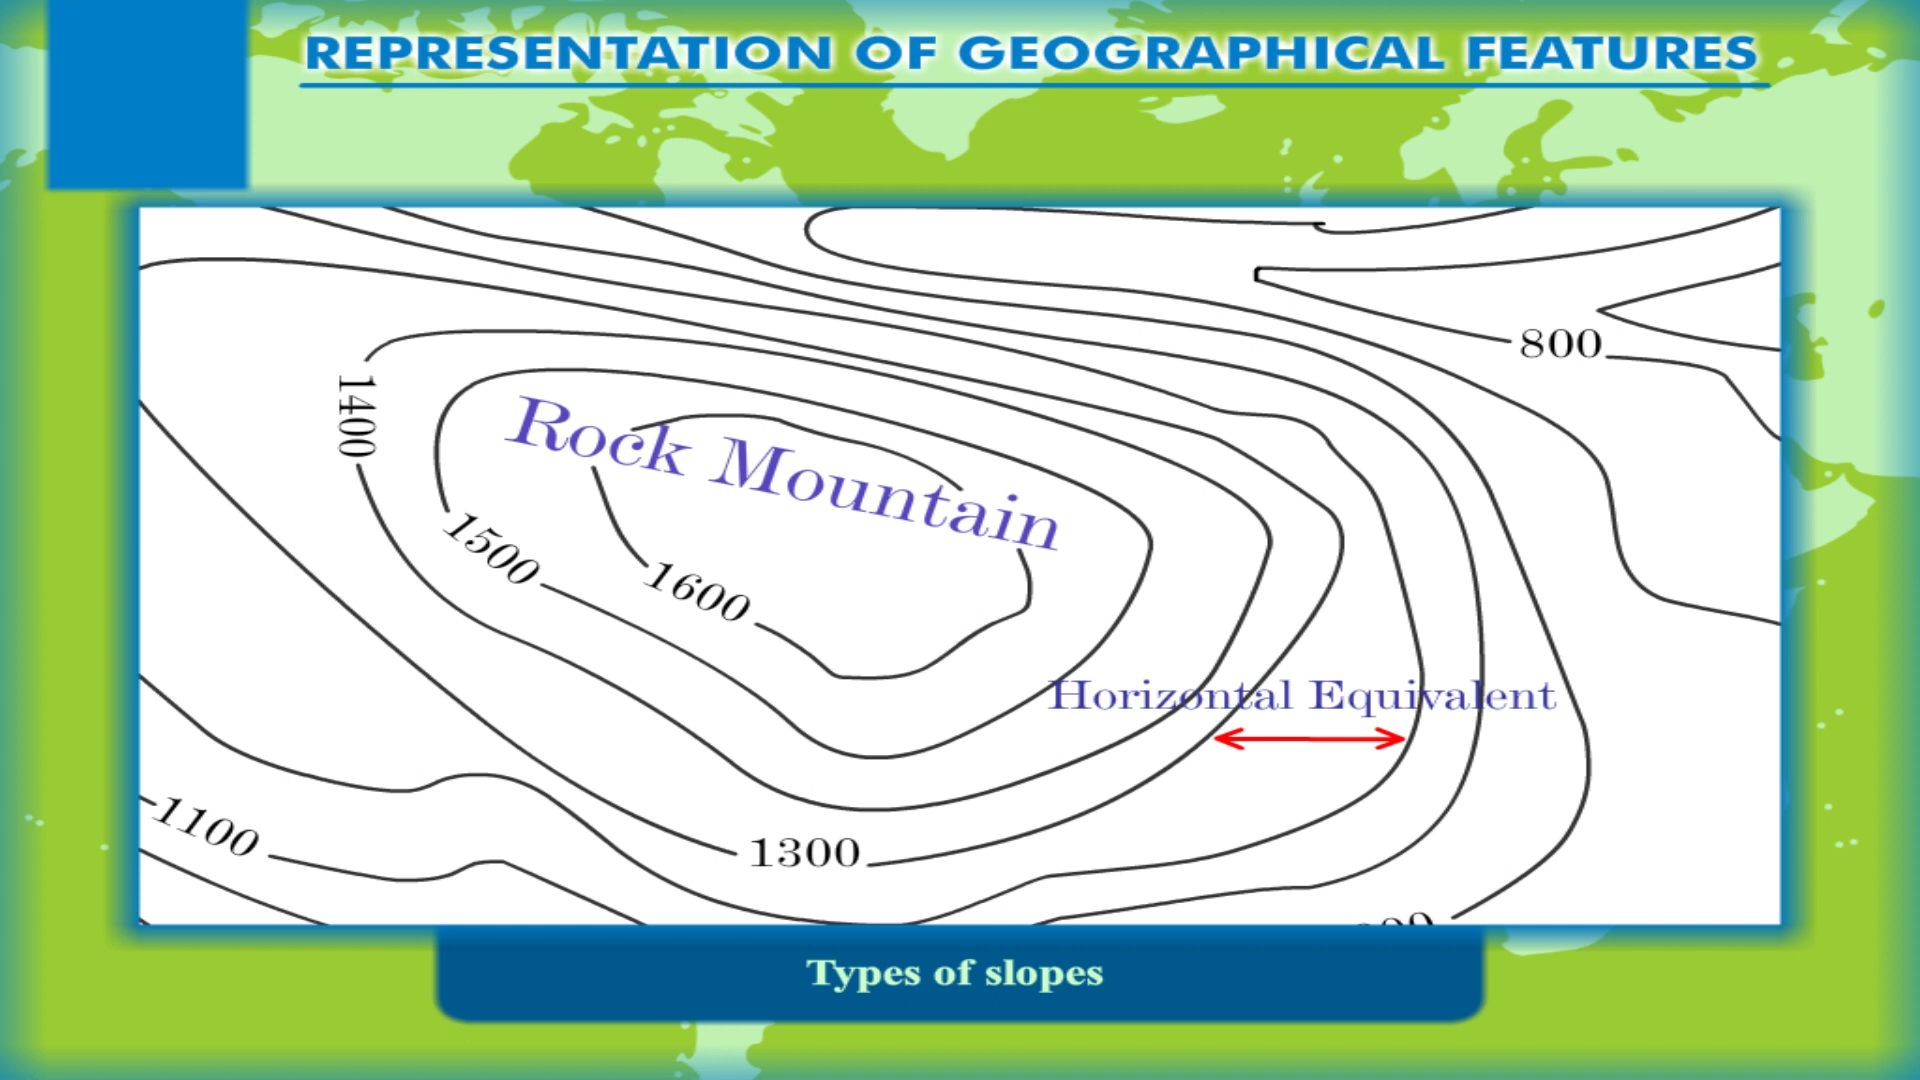 REPRESENTATION OF GEOGRAPHICAL FEATURES
800
1400
Rock Mountain
1500
1600
Horizontal Equivalent
1100
1300
Types of slopes